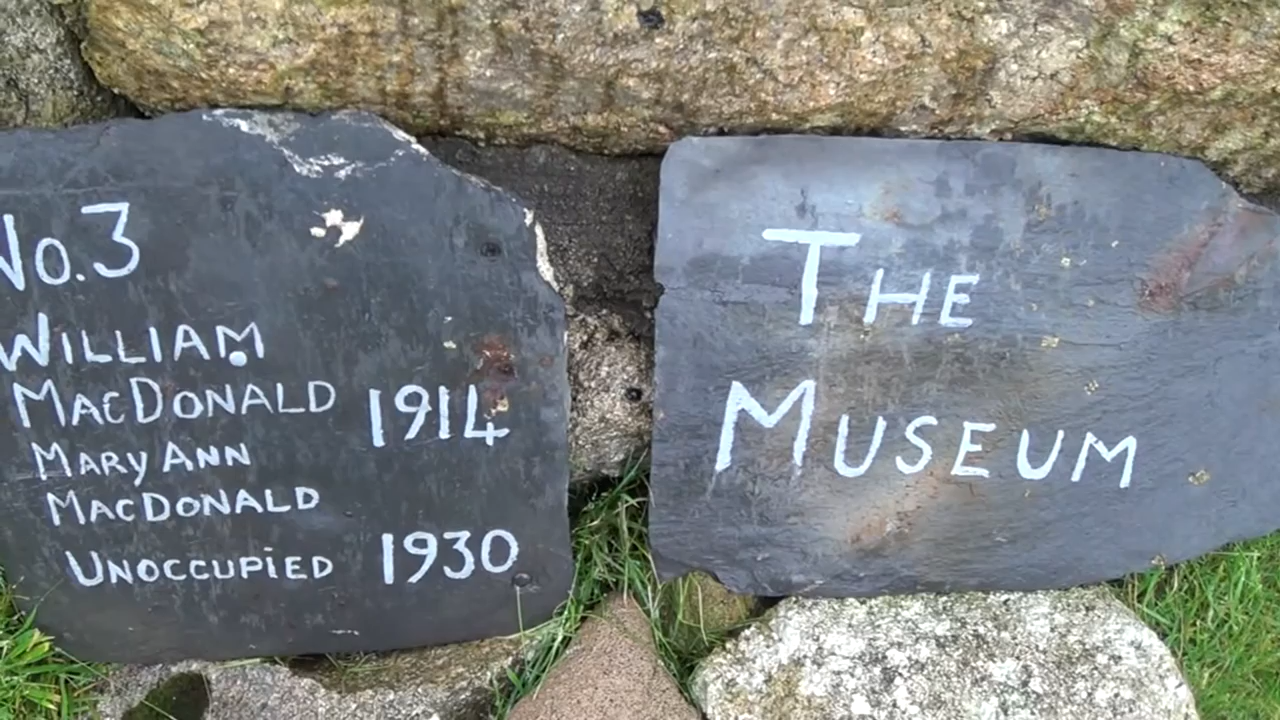 No.3
WILLIAM
MACDONALD 1914
MARY ANN
MACDONALD
UNOCCUPIED 1930
THE
MUSEUM